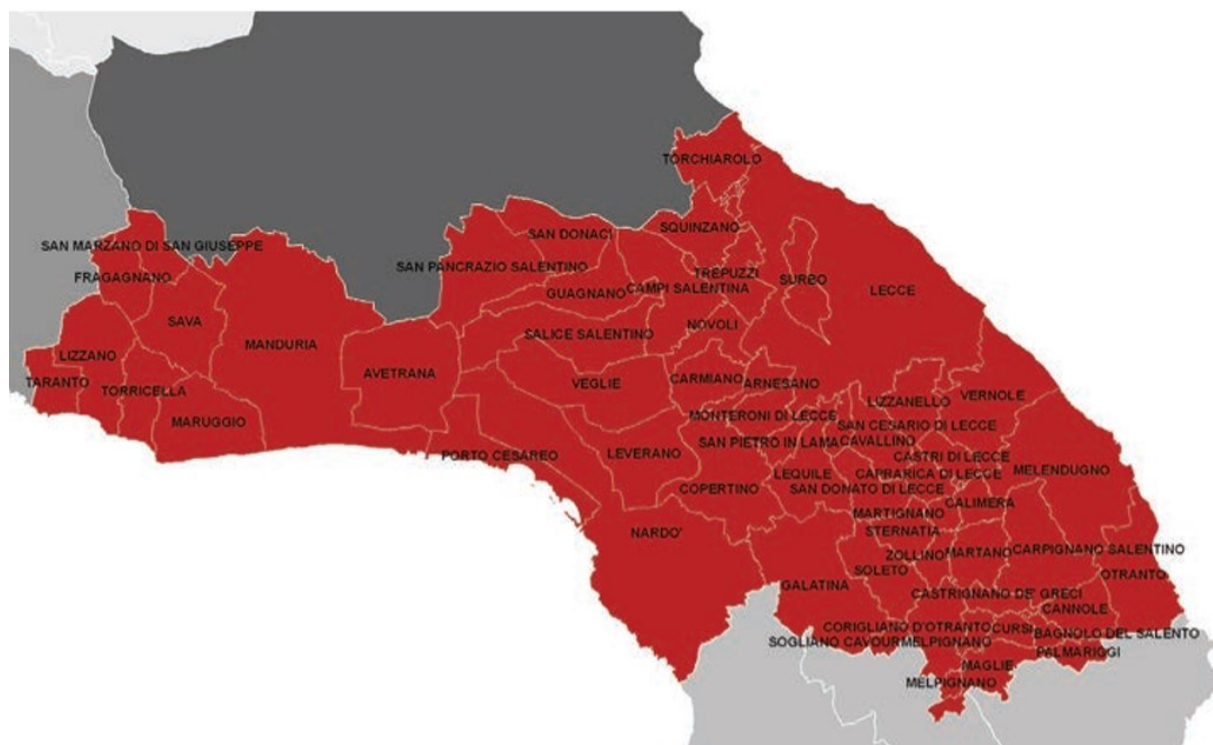 TORCHIAROLO
SQUINZANO
SAN DONACI
SAN MARZANO DI SAN GIUSEPPE
SAN PANCRAZIO SALENTINO
TREPUZZI
FRAGAGNANO
SURBO
CAMPI SALENTINA
GUAGNANO
LECCE
SAVA
NOVOLI
SALICE SALENTINO
MANDURIA
LIZZANO
AVETRANA
CARMIANO
ARNESANO
TARANTO
VEGLIE
TORRICELLA
VERNOLE
LIZZANELLO
MONTERONI DI LECCE
MARUGGIO
SAN CESARIO DI LECCE
SAN PIETRO IN LAMA
CAVALLINO
LEVERANO
PORTO CESAREO
CASTRI DI LECCE
MELENDUGNO
LEQUILE
CAPRARICA DI LECCE
COPERTINO
SAN DONATO DI LECCE
CALIMERA
MARTIGNANO
STERNATIA
NARDO'
CARPIGNANO SALENTINO
ZOLLINO
MARTANO
SOLETO
OTRANTO
GALATINA
CASTRIGNANO DE' GRECI
CANNOLE
CORIGLIANO D'OTRANTO
CURSI
BAGNOLO DEL SALENTO
SOGLIANO CAVOUR
MELPIGNANO
PALMARIGGI
MAGLIE
MELPIGNANO